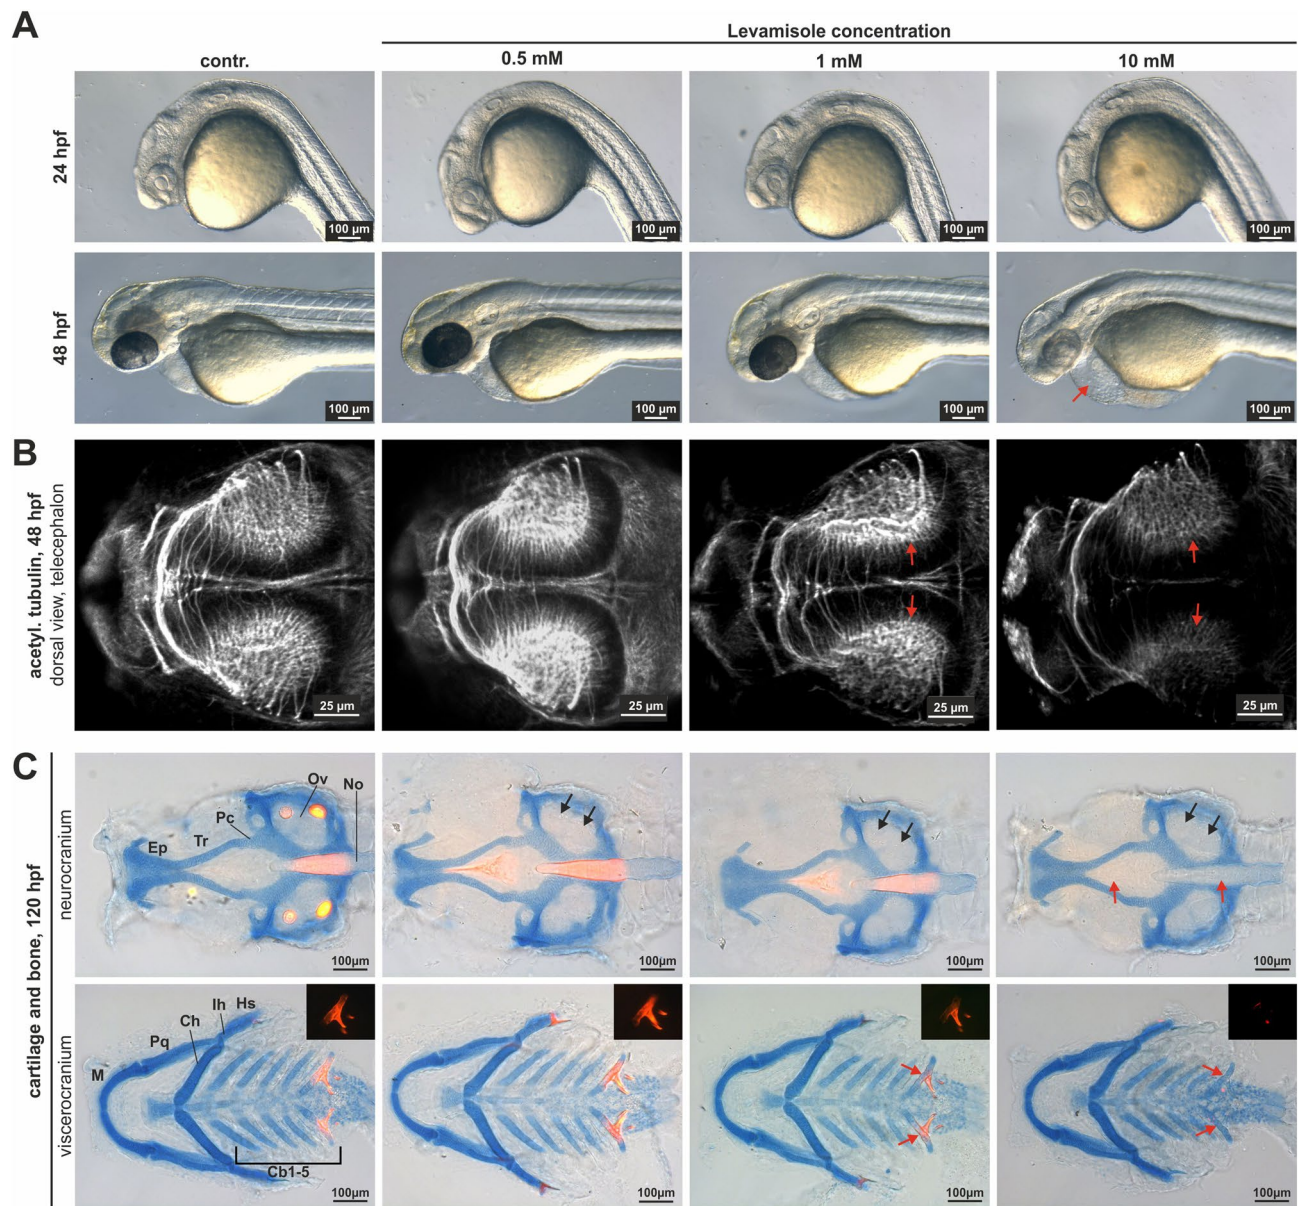 A
Levamisole concentration
contr.
0.5 mM
1 mM
10 mM
24 hpf
100 µm
100 µm
100 µm
100 µm
48 hpf
100 µm
100 µm
100 µm
100 µm
B
acetyl. tubulin, 48 hpf
dorsal view, telecephalon
25 µm
25 µm
25 µm
25 µm
C
cartilage and bone, 120 hpf
neurocranium
Ov
No
Pc
Tr
Ep
100µm
100µm
100µm
100µm
viscerocranium
Ih
Hs
Ch
Pq
M
Cb1-5
100µm
100µm
100µm
100µm